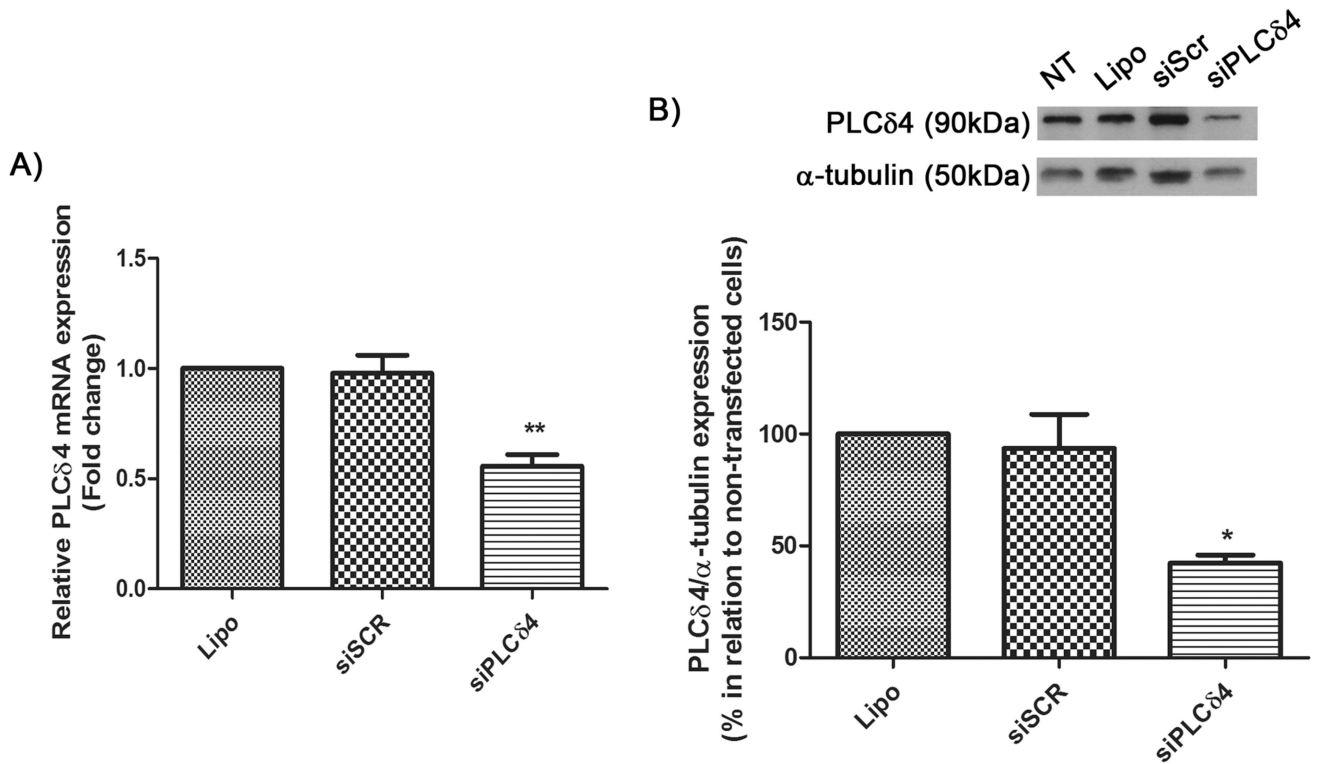 A)
Relative PLCδ4 mRNA expression
(Fold change)
1.5
1.0
0.5
0.0
**
Lipo
siSCR
siPLCδ4
B)
NT
Lipo
siScr
siPLCδ4
PLCδ4 (90kDa)
α-tubulin (50kDa)
PLCδ4/α-tubulin expression
(% in relation to non-transfected cells)
150
100
50
0
*
Lipo
siSCR
siPLCδ4